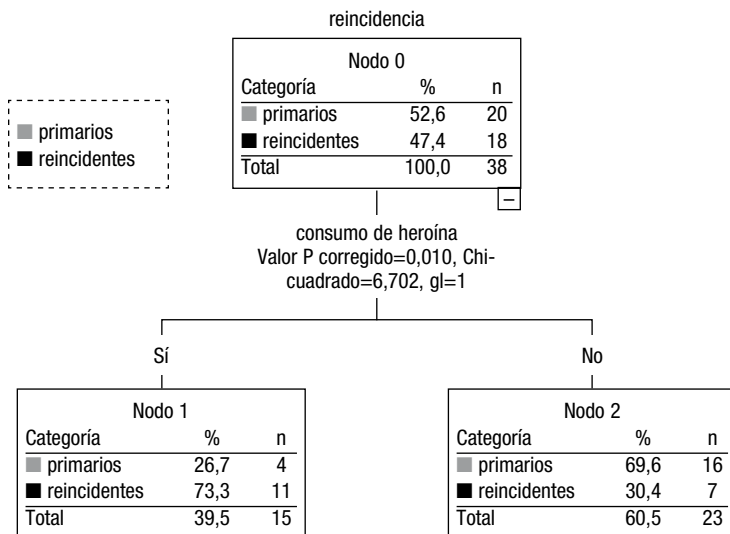 reincidencia
Nodo 0
Categoría % n
primarios 52,6 20
reincidentes 47,4 18
Total 100,0 38
primarios
reincidentes
consumo de heroína
Valor P corregido=0,010, Chi-
cuadrado=6,702, gl=1
Sí
No
Nodo 1
Categoría % n
primarios 26,7 4
reincidentes 73,3 11
Total 39,5 15
Nodo 2
Categoría % n
primarios 69,6 16
reincidentes 30,4 7
Total 60,5 23